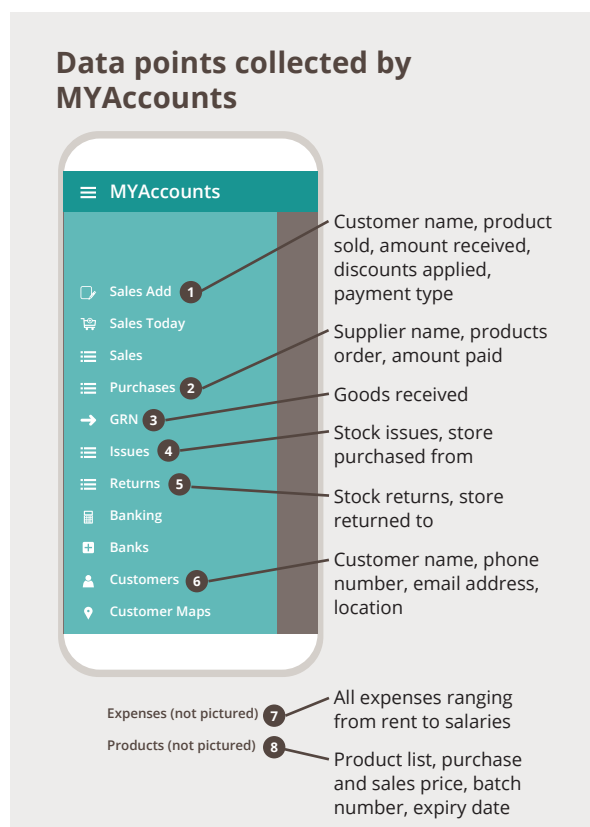 Data points collected by
MYAccounts
MYAccounts
Sales Add 1
Sales Today
Sales
Purchases 2
GRN 3
Issues 4
Returns 5
Banking
Banks
Customers 6
Customer Maps
Customer name, product
sold, amount received,
discounts applied,
payment type
Supplier name, products
order, amount paid
Goods received
Stock issues, store
purchased from
Stock returns, store
returned to
Customer name, phone
number, email address,
location
Expenses (not pictured) 7
All expenses ranging
from rent to salaries
Products (not pictured) 8
Product list, purchase
and sales price, batch
number, expiry date